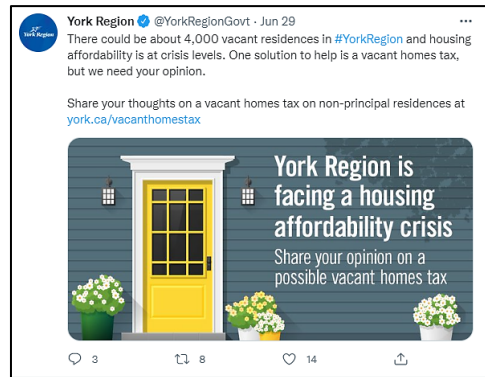 York Region @YorkRegionGovt · Jun 29
York Region
There could be about 4,000 vacant residences in #YorkRegion and housing
affordability is at crisis levels. One solution to help is a vacant homes tax,
but we need your opinion.
Share your thoughts on a vacant homes tax on non-principal residences at
york.ca/vacanthomestax
York Region is
facing a housing
affordability crisis
Share your opinion on a
possible vacant homes tax
3 8 14